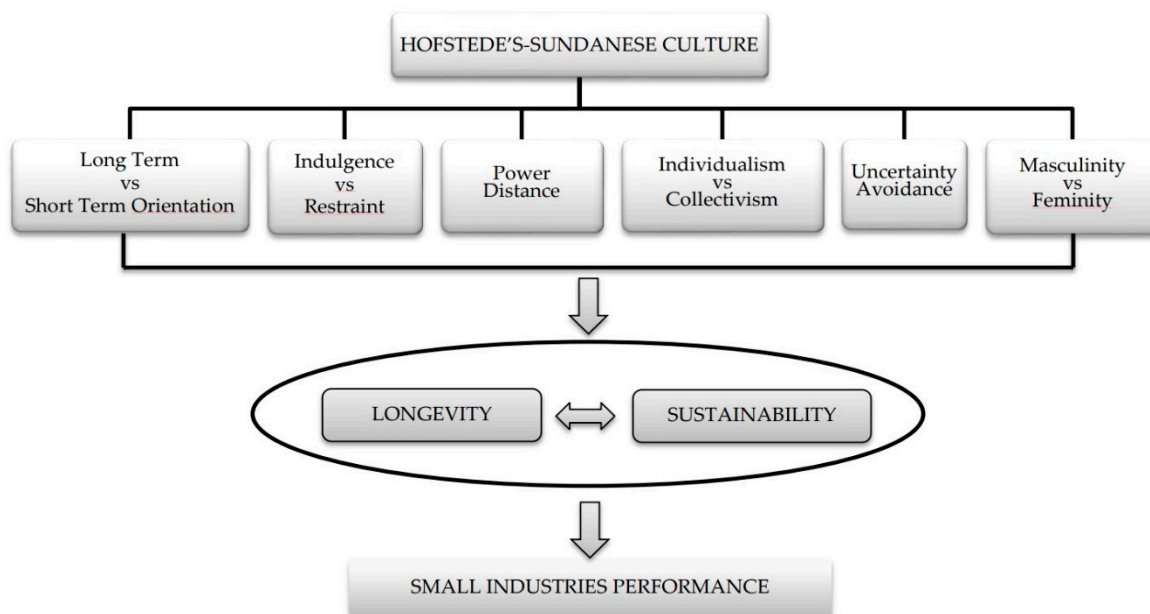 HOFSTEDE'S-SUNDANESE CULTURE
Long Term
vs
Short Term Orientation
Indulgence
vs
Restraint
Power
Distance
Individualism
vs
Collectivism
Uncertainty
Avoidance
Masculinity
vs
Feminity
LONGEVITY
SUSTAINABILITY
SMALL INDUSTRIES PERFORMANCE